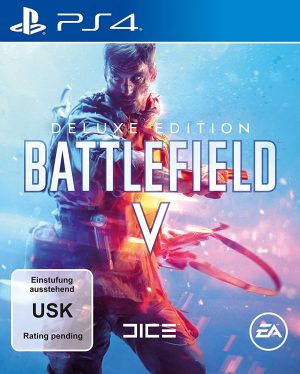 PS4
DELUXE EDITION
BATTLEFIELD
V
Einstufung
ausstehend
USK
Rating pending
DICE
EA